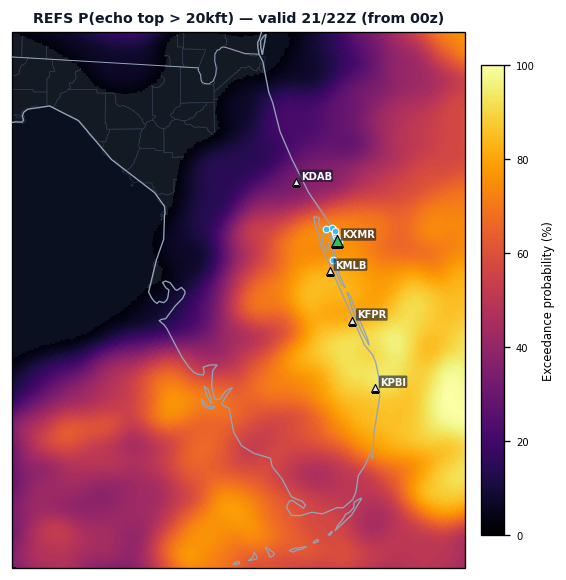 REFS P(echo top > 20kft) — valid 21/22Z (from 00z)
KDAB
KXMR
KMLB
KFPR
KPBI
100
80
60
40
20
0
Exceedance probability (%)